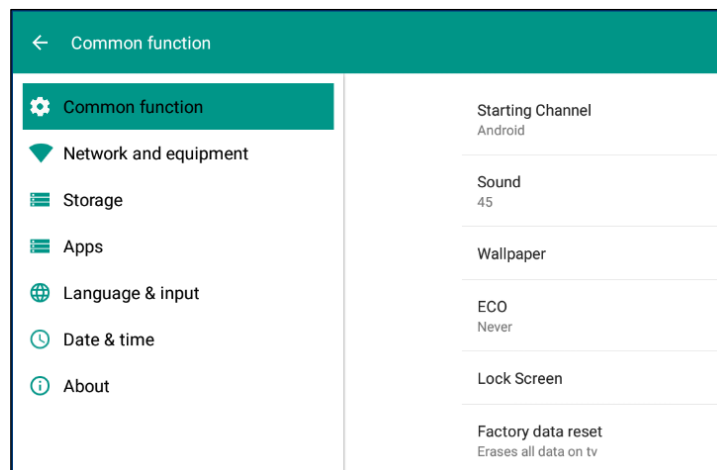 Common function
Common function
Network and equipment
Storage
Apps
Language & input
Date & time
About
Starting Channel
Android
Sound
45
Wallpaper
ECO
Never
Lock Screen
Factory data reset
Erases all data on tv